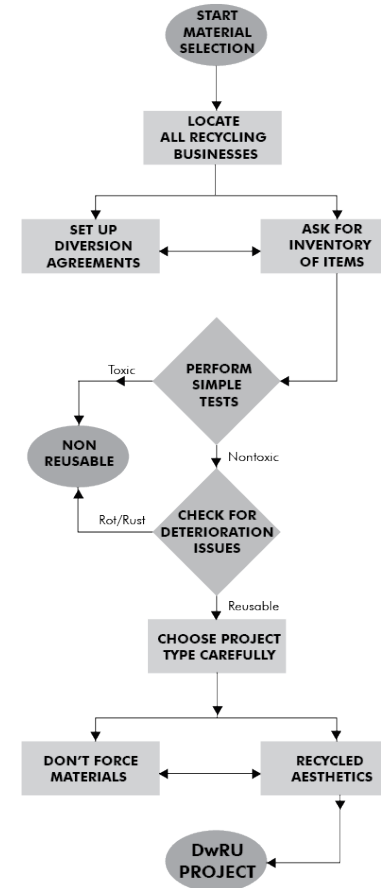 START
MATERIAL
SELECTION
LOCATE
ALL RECYCLING
BUSINESSES
SET UP
DIVERSION
AGREEMENTS
ASK FOR
INVENTORY
OF ITEMS
PERFORM
SIMPLE
TESTS
Toxic
NON
REUSABLE
Nontoxic
CHECK FOR
DETERIORATION
ISSUES
Rot/Rust
Reusable
CHOOSE PROJECT
TYPE CAREFULLY
DON'T FORCE
MATERIALS
RECYCLED
AESTHETICS
DwRU
PROJECT